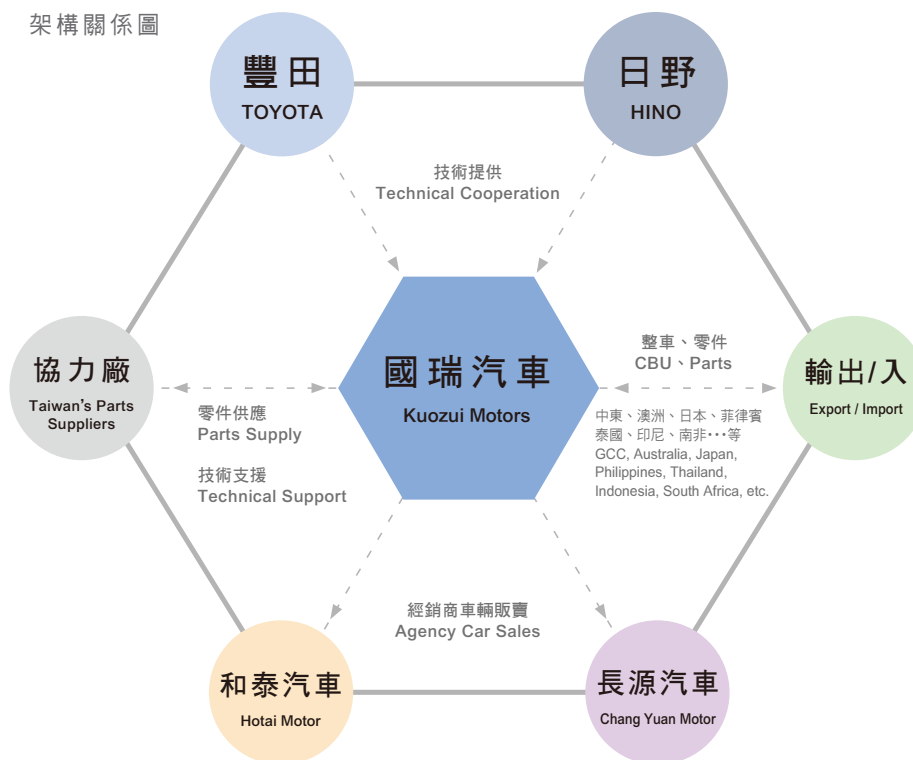 架構關係圖
豐田
TOYOTA
日野
HINO
技術提供
Technical Cooperation
協力廠
Taiwan's Parts
Suppliers
零件供應
Parts Supply
技術支援
Technical Support
國瑞汽車
Kuozui Motors
整車、零件
CBU、Parts
中東、澳洲、日本、菲律賓
泰國、印尼、南非･･･等
GCC, Australia, Japan,
Philippines, Thailand,
Indonesia, South Africa, etc.
輸出/入
Export / Import
經銷商車輛販賣
Agency Car Sales
和泰汽車
Hotai Motor
長源汽車
Chang Yuan Motor